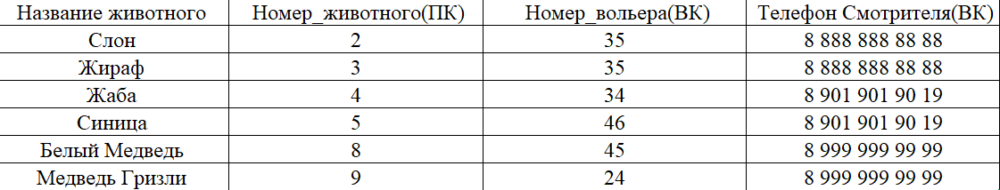 Название животного Номер_животного(ПК) Номер_вольера(ВК) Телефон Смотрителя(ВК)
Слон 2 35 8 888 888 88 88
Жираф 3 35 8 888 888 88 88
Жаба 4 34 8 901 901 90 19
Синица 5 46 8 901 901 90 19
Белый Медведь 8 45 8 999 999 99 99
Медведь Гризли 9 24 8 999 999 99 99